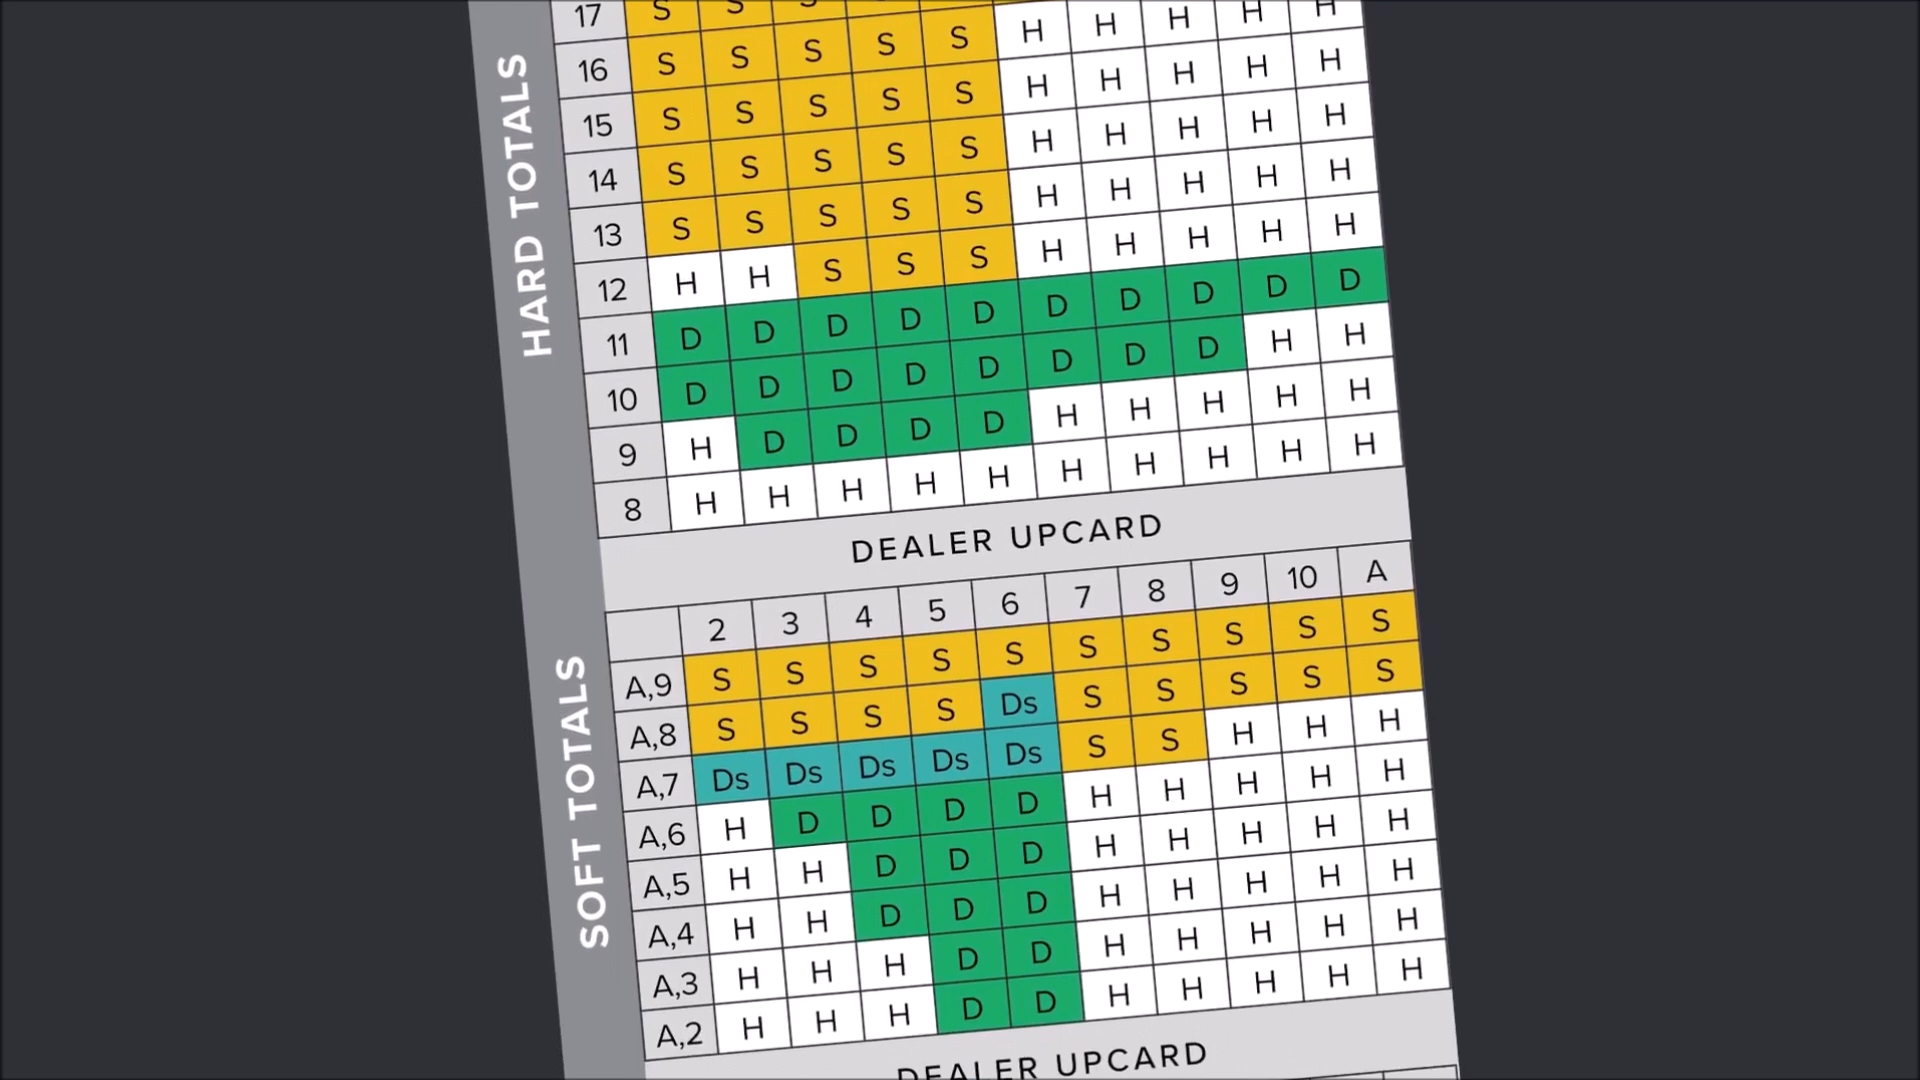 HARD TOTALS
17 S S S
16 S S S S S H H H H H
15 S S S S S H H H H H
14 S S S S S H H H H H
13 S S S S S H H H H H
12 H H S S S H H H H H
11 D D D D D D D D D D
10 D D D D D D D D H H
9 H D D D D H H H H H
8 H H H H H H H H H H
DEALER UPCARD
SOFT TOTALS
2 3 4 5 6 7 8 9 10 A
A,9 S S S S S S S S S S
A,8 S S S S Ds S S S S S
A,7 Ds Ds Ds Ds Ds S S H H H
A,6 H D D D D H H H H H
A,5 H H D D D H H H H H
A,4 H H D D D H H H H H
A,3 H H H D D H H H H H
A,2 H H H D D H H H H H
DEALER UPCARD